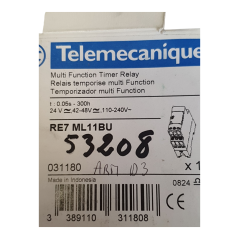 Telemecanique
Multi Function Timer Relay
Relais temporise multi Function
Temporizador multi Function
t : 0.05s - 300h
24 V ⎓ 42-48V ⎓ 110-240V~
RE7 ML11BU
53208
031180
x 1
0824
Made in Indonesia
3 389110 311808